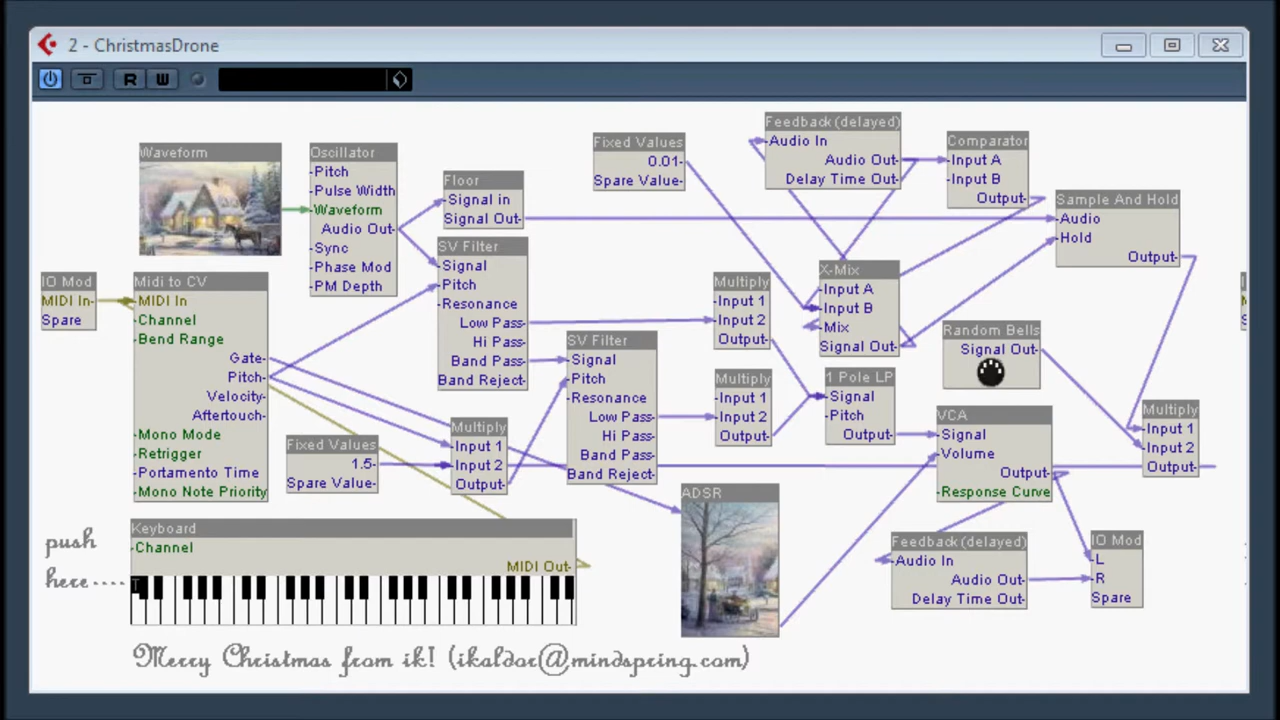 2 - ChristmasDrone
R W
Waveform
Oscillator
Pitch
Pulse Width
Waveform
Audio Out
Sync
Phase Mod
PM Depth
Floor
Signal in
Signal Out
Fixed Values
0.01
Spare Value
Feedback (delayed)
Audio In
Audio Out
Delay Time Out
Comparator
Input A
Input B
Output
Sample And Hold
Audio
Hold
Output
IO Mod
MIDI In
Spare
Midi to CV
MIDI In
Channel
Bend Range
Gate
Pitch
Velocity
Aftertouch
Mono Mode
Retrigger
Portamento Time
Mono Note Priority
SV Filter
Signal
Pitch
Resonance
Low Pass
Hi Pass
Band Pass
Band Reject
SV Filter
Signal
Pitch
Resonance
Low Pass
Hi Pass
Band Pass
Band Reject
Multiply
Input 1
Input 2
Output
X-Mix
Input A
Input B
Mix
Signal Out
Random Bells
Signal Out
Multiply
Input 1
Input 2
Output
1 Pole LP
Signal
Pitch
Output
VCA
Signal
Volume
Output
Response Curve
Multiply
Input 1
Input 2
Output
Fixed Values
1.5
Spare Value
Multiply
Input 1
Input 2
Output
ADSR
Feedback (delayed)
Audio In
Audio Out
Delay Time Out
IO Mod
L
R
Spare
Keyboard
Channel
MIDI Out
push
here
Merry Christmas from ik! (ikaldor@mindspring.com)